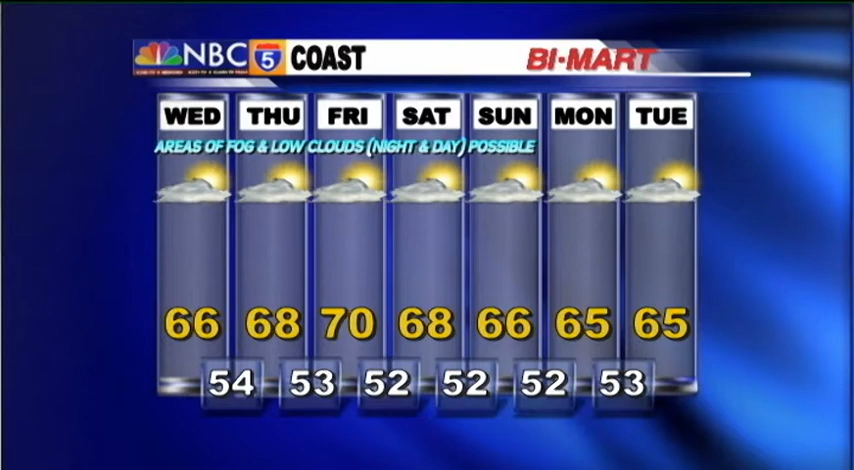 NBC 5 COAST BI-MART
WED THU FRI SAT SUN MON TUE
AREAS OF FOG & LOW CLOUDS (NIGHT & DAY) POSSIBLE
66 68 70 68 66 65 65
54 53 52 52 52 53